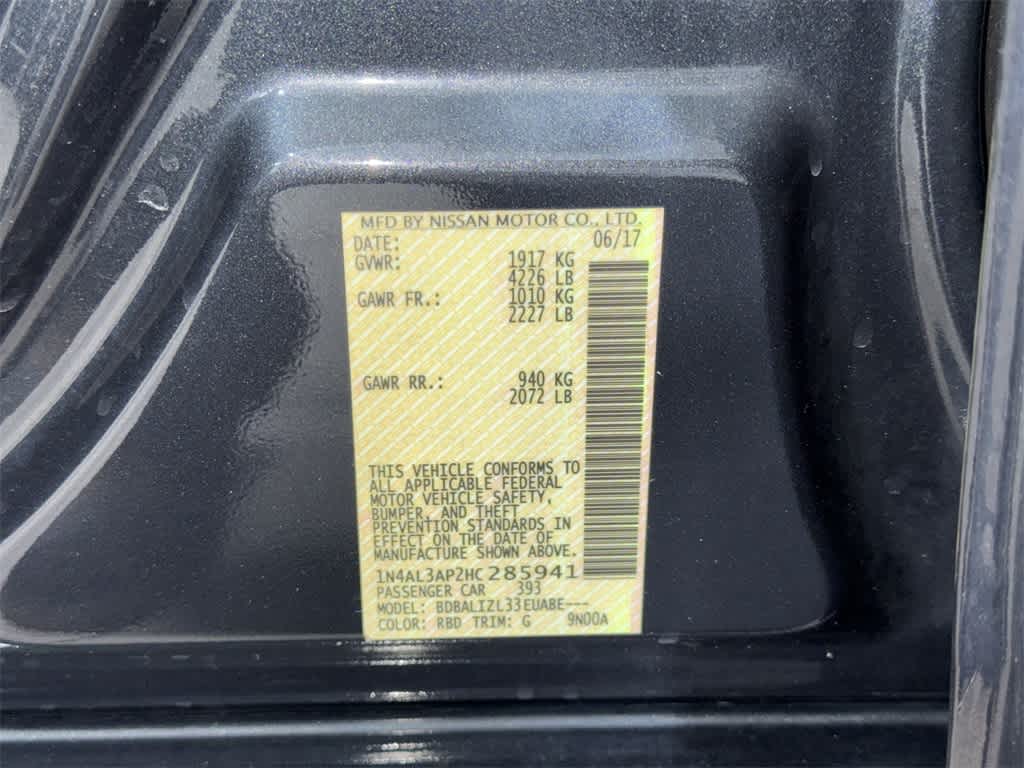 MFD BY NISSAN MOTOR CO., LTD.
DATE: 06/17
GVWR: 1917 KG
4226 LB
GAWR FR.: 1010 KG
2227 LB
GAWR RR.: 940 KG
2072 LB
THIS VEHICLE CONFORMS TO
ALL APPLICABLE FEDERAL
MOTOR VEHICLE SAFETY,
BUMPER, AND THEFT
PREVENTION STANDARDS IN
EFFECT ON THE DATE OF
MANUFACTURE SHOWN ABOVE.
1N4AL3AP2HC285941
PASSENGER CAR 393
MODEL: BDBALIZL33EUABE---
COLOR: RBD TRIM: G 9N00A